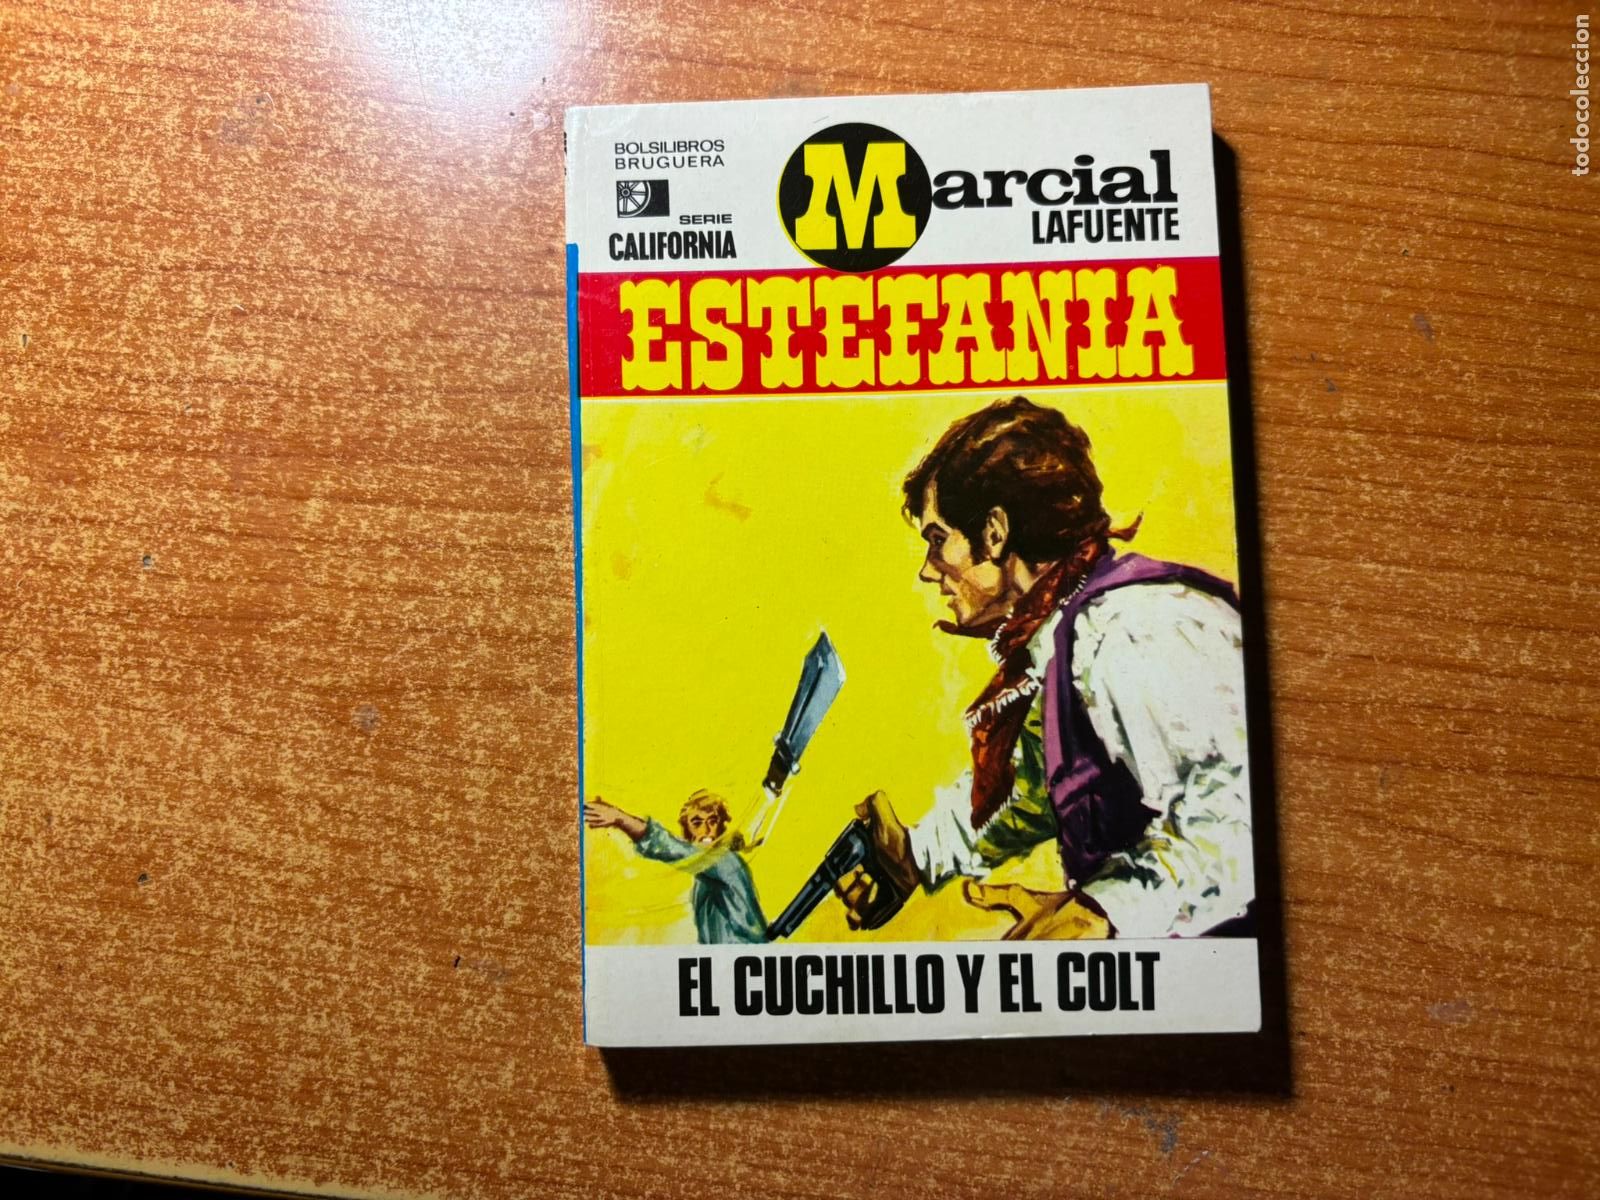 BOLSILIBROS
BRUGUERA
SERIE
CALIFORNIA
Marcial
LAFUENTE
ESTEFANIA
EL CUCHILLO Y EL COLT
todocoleccion